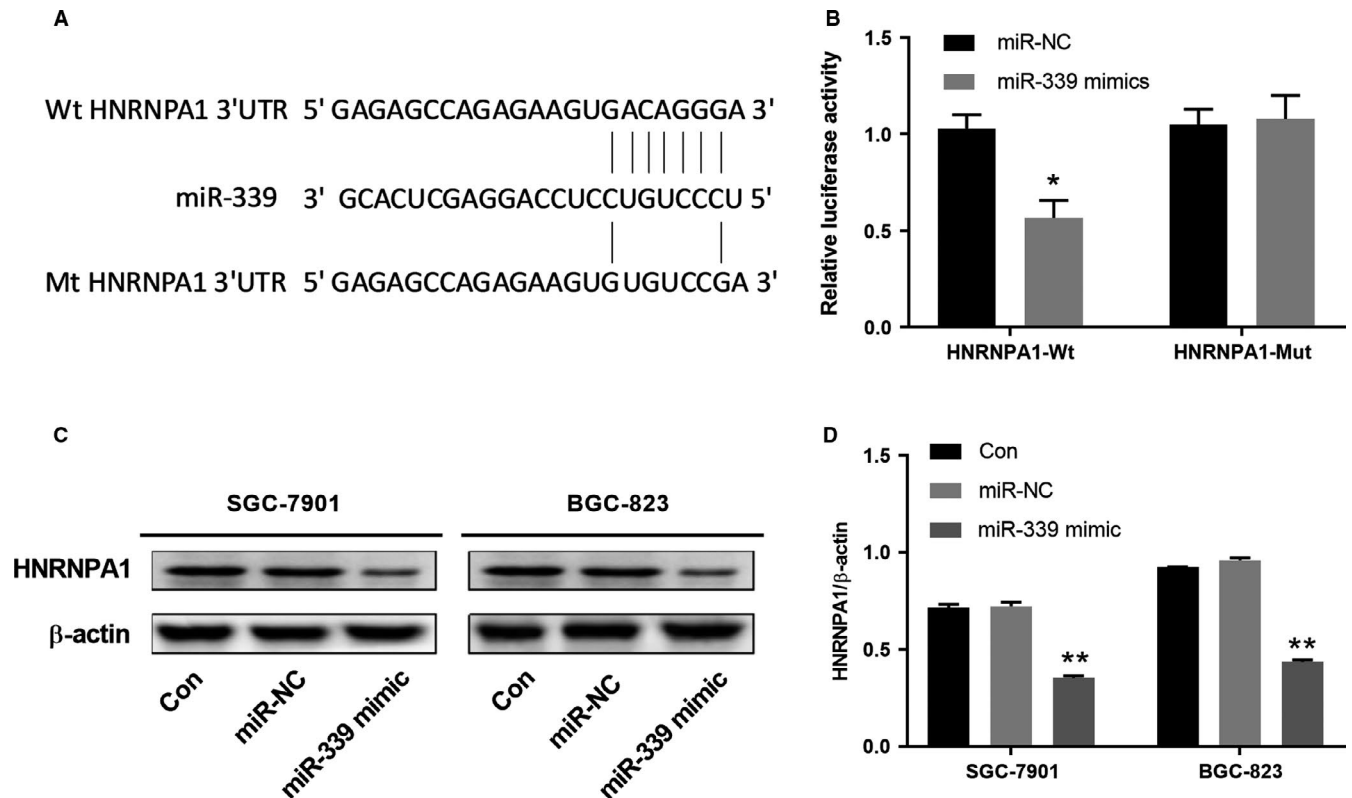 A
Wt HNRNPA1 3'UTR 5' GAGAGCCAGAGAAGUGACAGGGA 3'
miR-339 3' GCACUCGAGGACCUCCUGUCCCU 5'
Mt HNRNPA1 3'UTR 5' GAGAGCCAGAGAAGUGUGUCCGA 3'
B
Relative luciferase activity
1.5
1.0
0.5
0.0
miR-NC
miR-339 mimics
*
HNRNPA1-Wt HNRNPA1-Mut
C
SGC-7901 BGC-823
HNRNPA1
β-actin
Con miR-NC miR-339 mimic Con miR-NC miR-339 mimic
D
HNRNPA1/β-actin
1.5
1.0
0.5
0.0
Con
miR-NC
miR-339 mimic
** **
SGC-7901 BGC-823